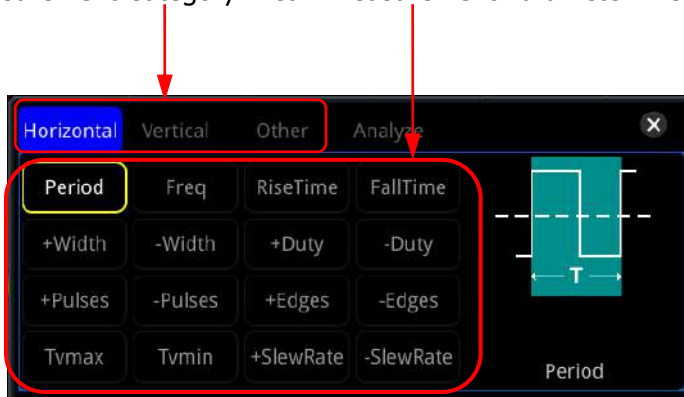 Horizontal Vertical Other Analyze X
Period Freq RiseTime FallTime
+Width -Width +Duty -Duty
T
+Pulses -Pulses +Edges -Edges
Tvmax Tvmin +SlewRate -SlewRate
Period